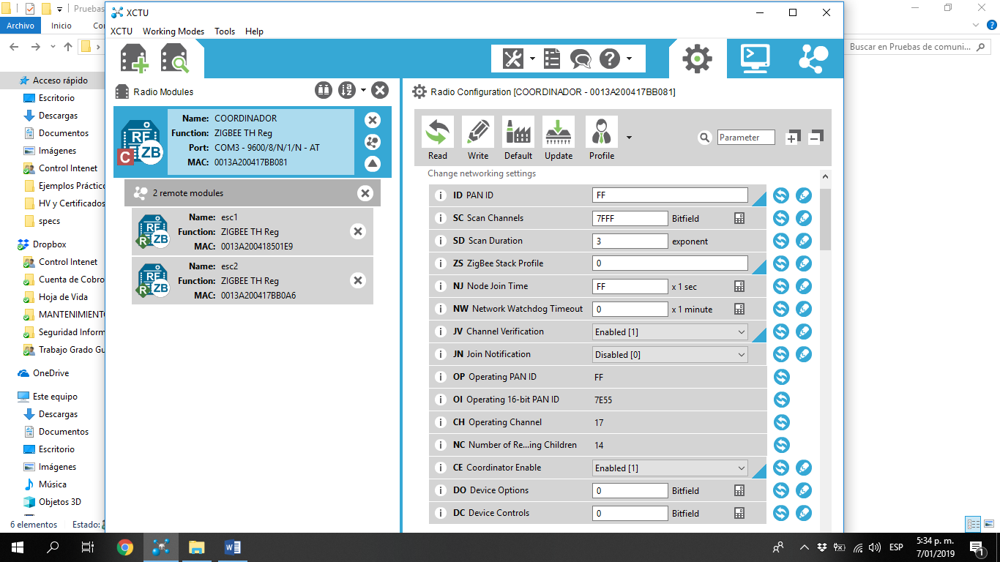 Pruebas
Archivo
Inicio
Co
Buscar en Pruebas de comuni...
Acceso rápido
Escritorio
Descargas
Documentos
Imágenes
Control Intenet
Ejemplos Práctico
HV y Certificados
specs
Dropbox
Control Intenet
Cuenta de Cobro
Hoja de Vida
MANTENIMIENT
Seguridad Inform
Trabajo Grado Gu
OneDrive
Este equipo
Descargas
Documentos
Escritorio
Imágenes
Música
Objetos 3D
6 elementos
Estado:
XCTU
XCTU Working Modes Tools Help
Radio Modules
Name: COORDINADOR
Function: ZIGBEE TH Reg
Port: COM3 - 9600/8/N/1/N - AT
MAC: 0013A200417BB081
RF
ZB
C
2 remote modules
Name: esc1
Function: ZIGBEE TH Reg
MAC: 0013A200418501E9
RF
ZB
R
Name: esc2
Function: ZIGBEE TH Reg
MAC: 0013A200417BB0A6
RF
ZB
R
Radio Configuration [COORDINADOR - 0013A200417BB081]
Read Write Default Update Profile
Parameter
Change networking settings
i ID PAN ID FF
i SC Scan Channels 7FFF Bitfield
i SD Scan Duration 3 exponent
i ZS ZigBee Stack Profile 0
i NJ Node Join Time FF x 1 sec
i NW Network Watchdog Timeout 0 x 1 minute
i JV Channel Verification Enabled [1]
i JN Join Notification Disabled [0]
i OP Operating PAN ID FF
i OI Operating 16-bit PAN ID 7E55
i CH Operating Channel 17
i NC Number of Re...ing Children 14
i CE Coordinator Enable Enabled [1]
i DO Device Options 0 Bitfield
i DC Device Controls 0 Bitfield
ESP
5:34 p. m.
7/01/2019
1